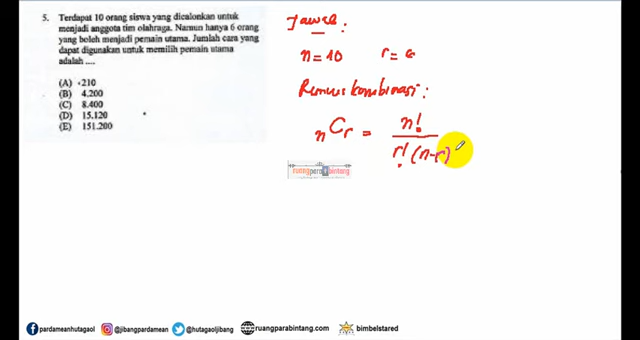 5. Terdapat 10 orang siswa yang dicalonkan untuk
menjadi anggota tim olahraga. Namun hanya 6 orang
yang boleh menjadi pemain utama. Jumlah cara yang
dapat digunakan untuk memilih pemain utama
adalah ....
(A) 210
(B) 4.200
(C) 8.400
(D) 15.120
(E) 151.200
Jawab :
n = 10 r = 6
Rumus kombinasi :
nCr = n!
r! (n-r)
ruangparabintang
pardameanhutagaol @jibangpardamean @hutagaoljibang ruangparabintang.com bimbelstared